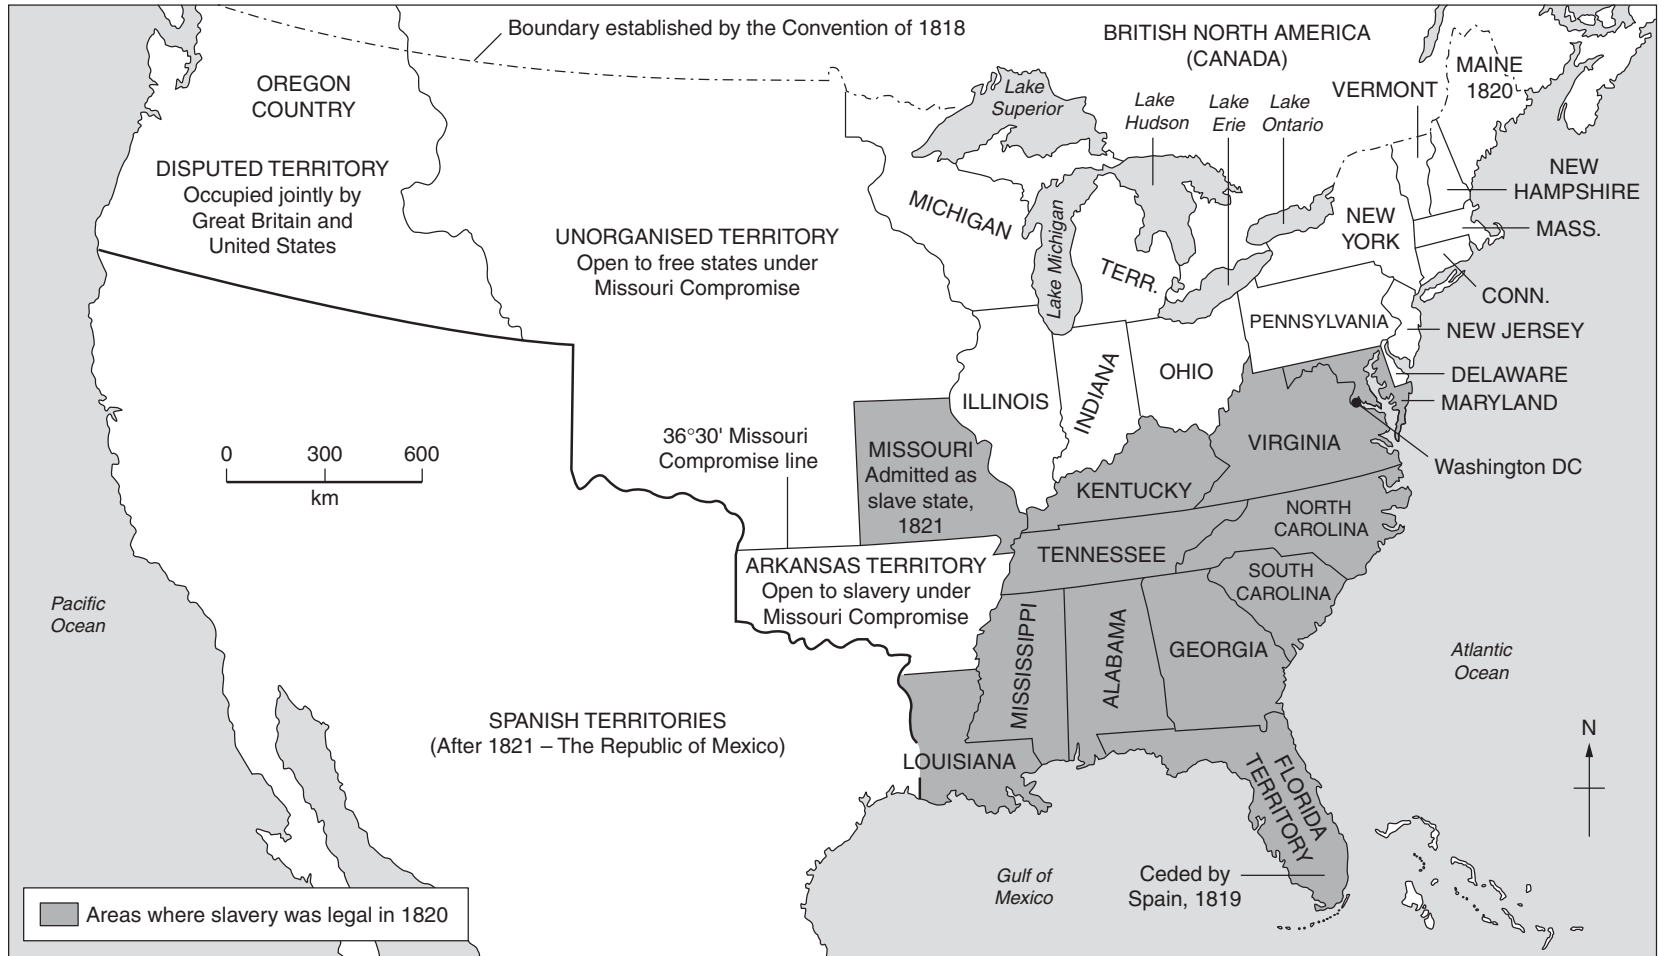 Boundary established by the Convention of 1818
BRITISH NORTH AMERICA
(CANADA)
OREGON
COUNTRY
DISPUTED TERRITORY
Occupied jointly by
Great Britain and
United States
UNORGANISED TERRITORY
Open to free states under
Missouri Compromise
Lake
Superior
Lake
Hudson
Lake
Erie
Lake
Ontario
VERMONT
MAINE
1820
NEW
HAMPSHIRE
MASS.
CONN.
NEW JERSEY
DELAWARE
MARYLAND
Washington DC
MICHIGAN
TERR.
Lake Michigan
NEW
YORK
PENNSYLVANIA
ILLINOIS
INDIANA
OHIO
VIRGINIA
KENTUCKY
NORTH
CAROLINA
TENNESSEE
SOUTH
CAROLINA
MISSOURI
Admitted as
slave state,
1821
36°30' Missouri
Compromise line
0 300 600
km
ARKANSAS TERRITORY
Open to slavery under
Missouri Compromise
MISSISSIPPI
ALABAMA
GEORGIA
Pacific
Ocean
Atlantic
Ocean
SPANISH TERRITORIES
(After 1821 – The Republic of Mexico)
LOUISIANA
FLORIDA
TERRITORY
N
Gulf of
Mexico
Ceded by
Spain, 1819
Areas where slavery was legal in 1820